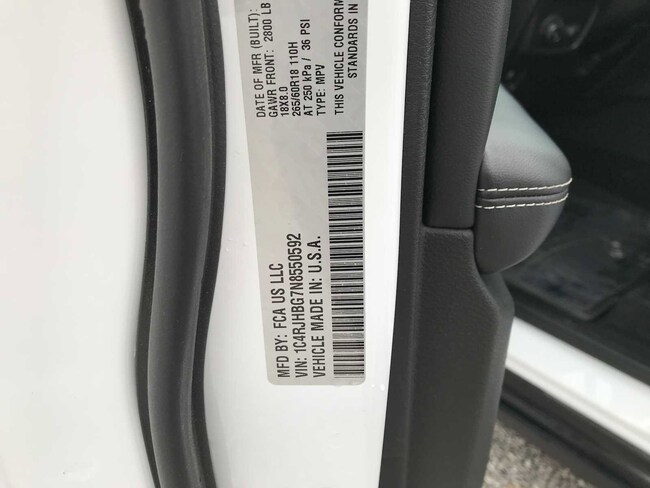 MFD BY: FCA US LLC
VIN: 1C4RJHBG7N8550592
VEHICLE MADE IN: U.S.A.
DATE OF MFR (BUILT):
GAWR FRONT: 2800 LB
18X8.0
265/60R18 110H
AT 250 kPa / 36 PSI
TYPE: MPV
THIS VEHICLE CONFORM
STANDARDS IN